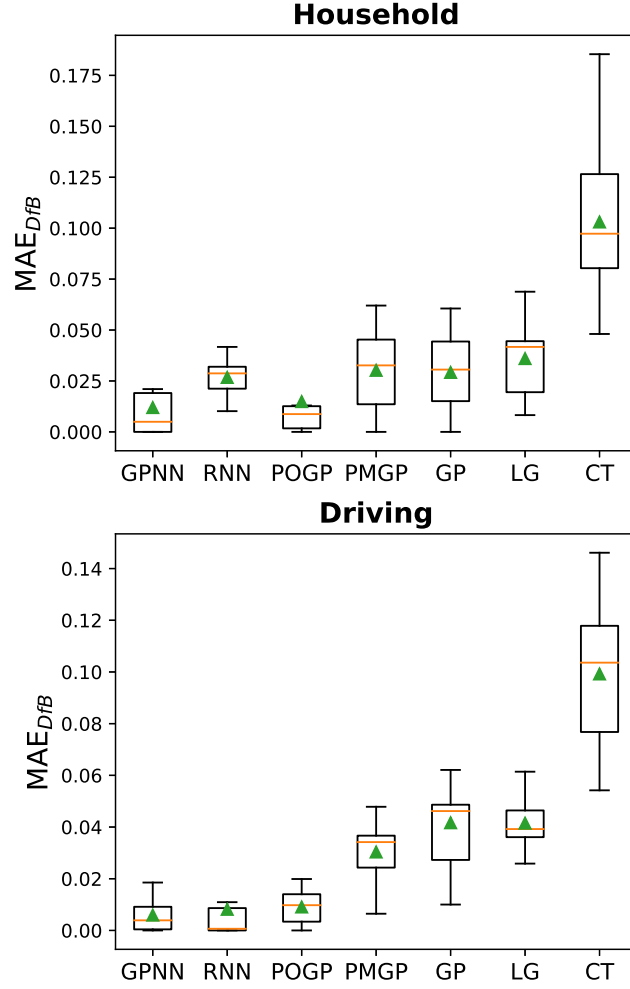 Household
MAE_DfB
0.175
0.150
0.125
0.100
0.075
0.050
0.025
0.000
GPNN RNN POGP PMGP GP LG CT
Driving
MAE_DfB
0.14
0.12
0.10
0.08
0.06
0.04
0.02
0.00
GPNN RNN POGP PMGP GP LG CT